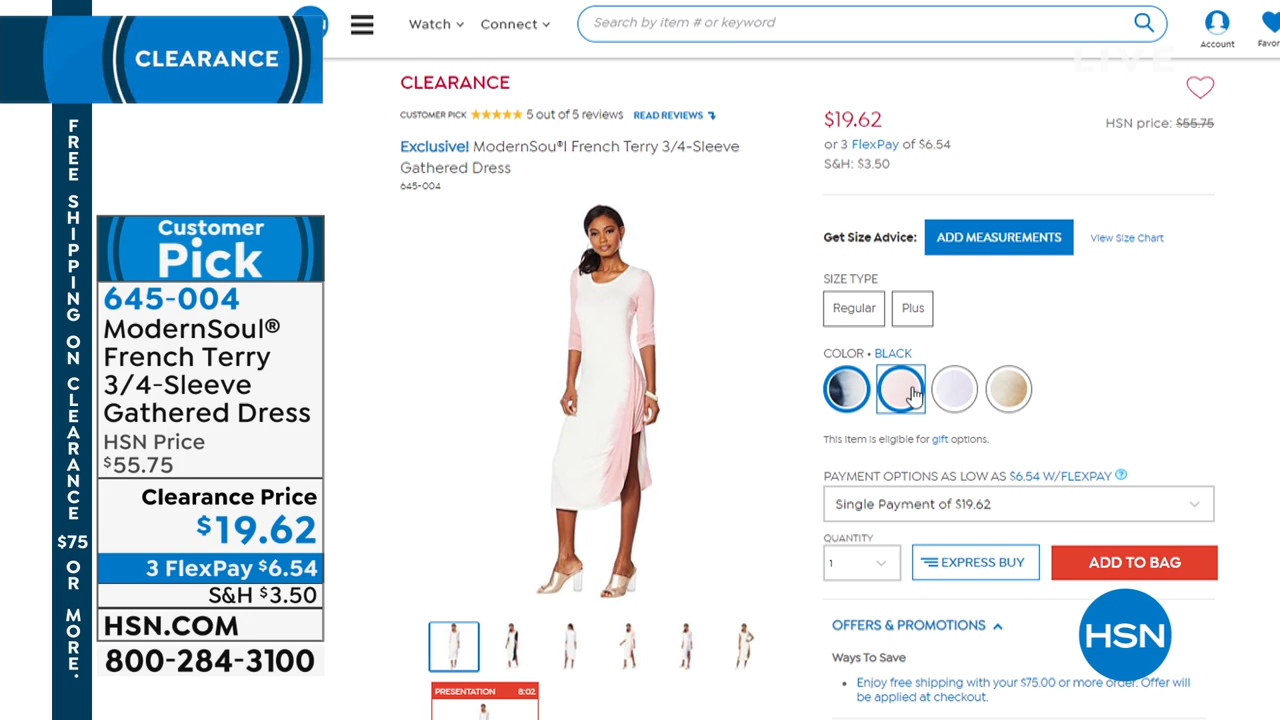 CLEARANCE
FREE SHIPPING ON CLEARANCE $75 OR MORE.
Customer
Pick
645-004
ModernSoul®
French Terry
3/4-Sleeve
Gathered Dress
HSN Price
$55.75
Clearance Price
$19.62
3 FlexPay $6.54
S&H $3.50
HSN.COM
800-284-3100
Watch
Connect
Search by item # or keyword
Account
Favor
LIVE
CLEARANCE
CUSTOMER PICK 5 out of 5 reviews READ REVIEWS
Exclusive! ModernSou®l French Terry 3/4-Sleeve
Gathered Dress
645-004
PRESENTATION 8:02
$19.62
HSN price: $55.75
or 3 FlexPay of $6.54
S&H: $3.50
Get Size Advice: ADD MEASUREMENTS View Size Chart
SIZE TYPE
Regular Plus
COLOR • BLACK
This item is eligible for gift options.
PAYMENT OPTIONS AS LOW AS $6.54 W/FLEXPAY ?
Single Payment of $19.62
QUANTITY
1
EXPRESS BUY
ADD TO BAG
OFFERS & PROMOTIONS
Ways To Save
• Enjoy free shipping with your $75.00 or more order. Offer will
be applied at checkout.
HSN